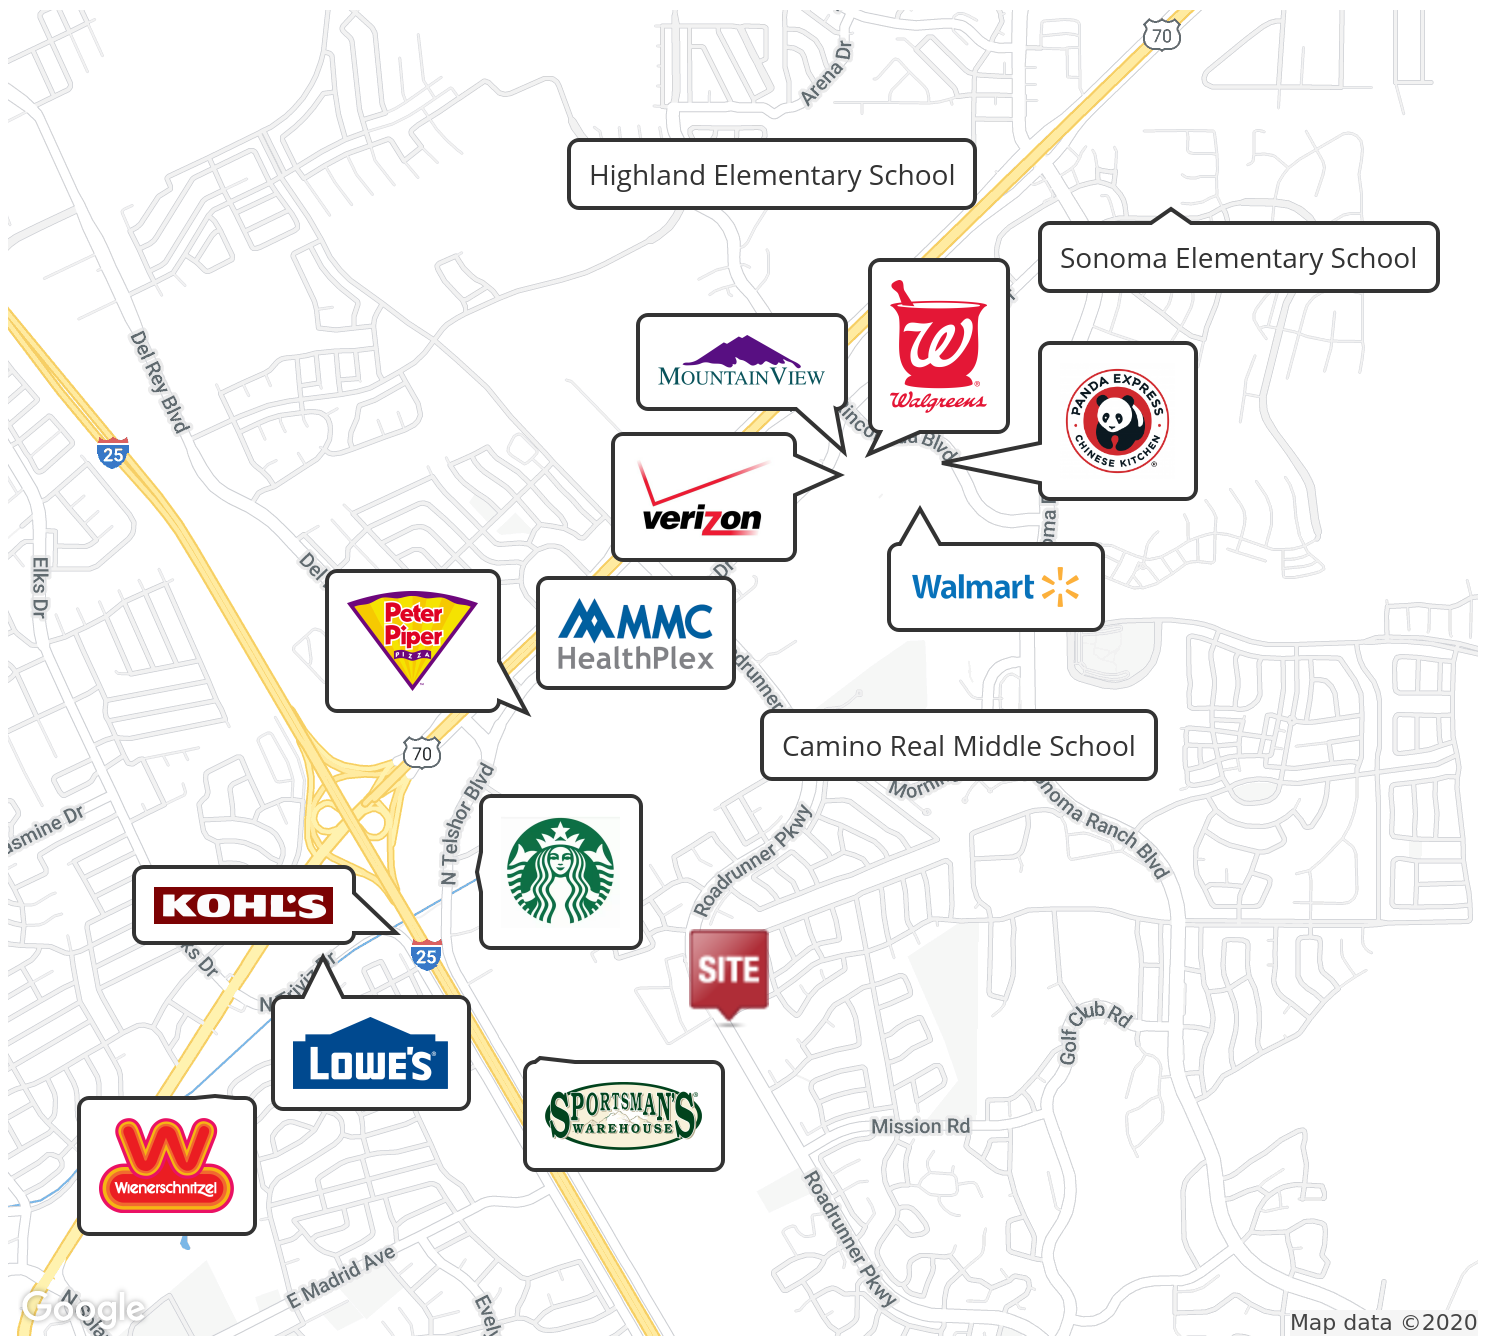 70
Arena Dr
Highland Elementary School
Sonoma Elementary School
Del Rey Blvd
MOUNTAINVIEW
W
Walgreens
PANDA EXPRESS
CHINESE KITCHEN
Blvd
25
verizon
Elks Dr
Del
Dr
Walmart
Peter
Piper
PIZZA
MMC
HealthPlex
70
Camino Real Middle School
N Telshor Blvd
Roadrunner Pkwy
Sonoma Ranch Blvd
KOHL'S
25
SITE
LOWE'S
Golf Club Rd
SPORTSMAN'S
WAREHOUSE
Mission Rd
W
Wienerschnitzel
Roadrunner Pkwy
E Madrid Ave
Google
Map data ©2020